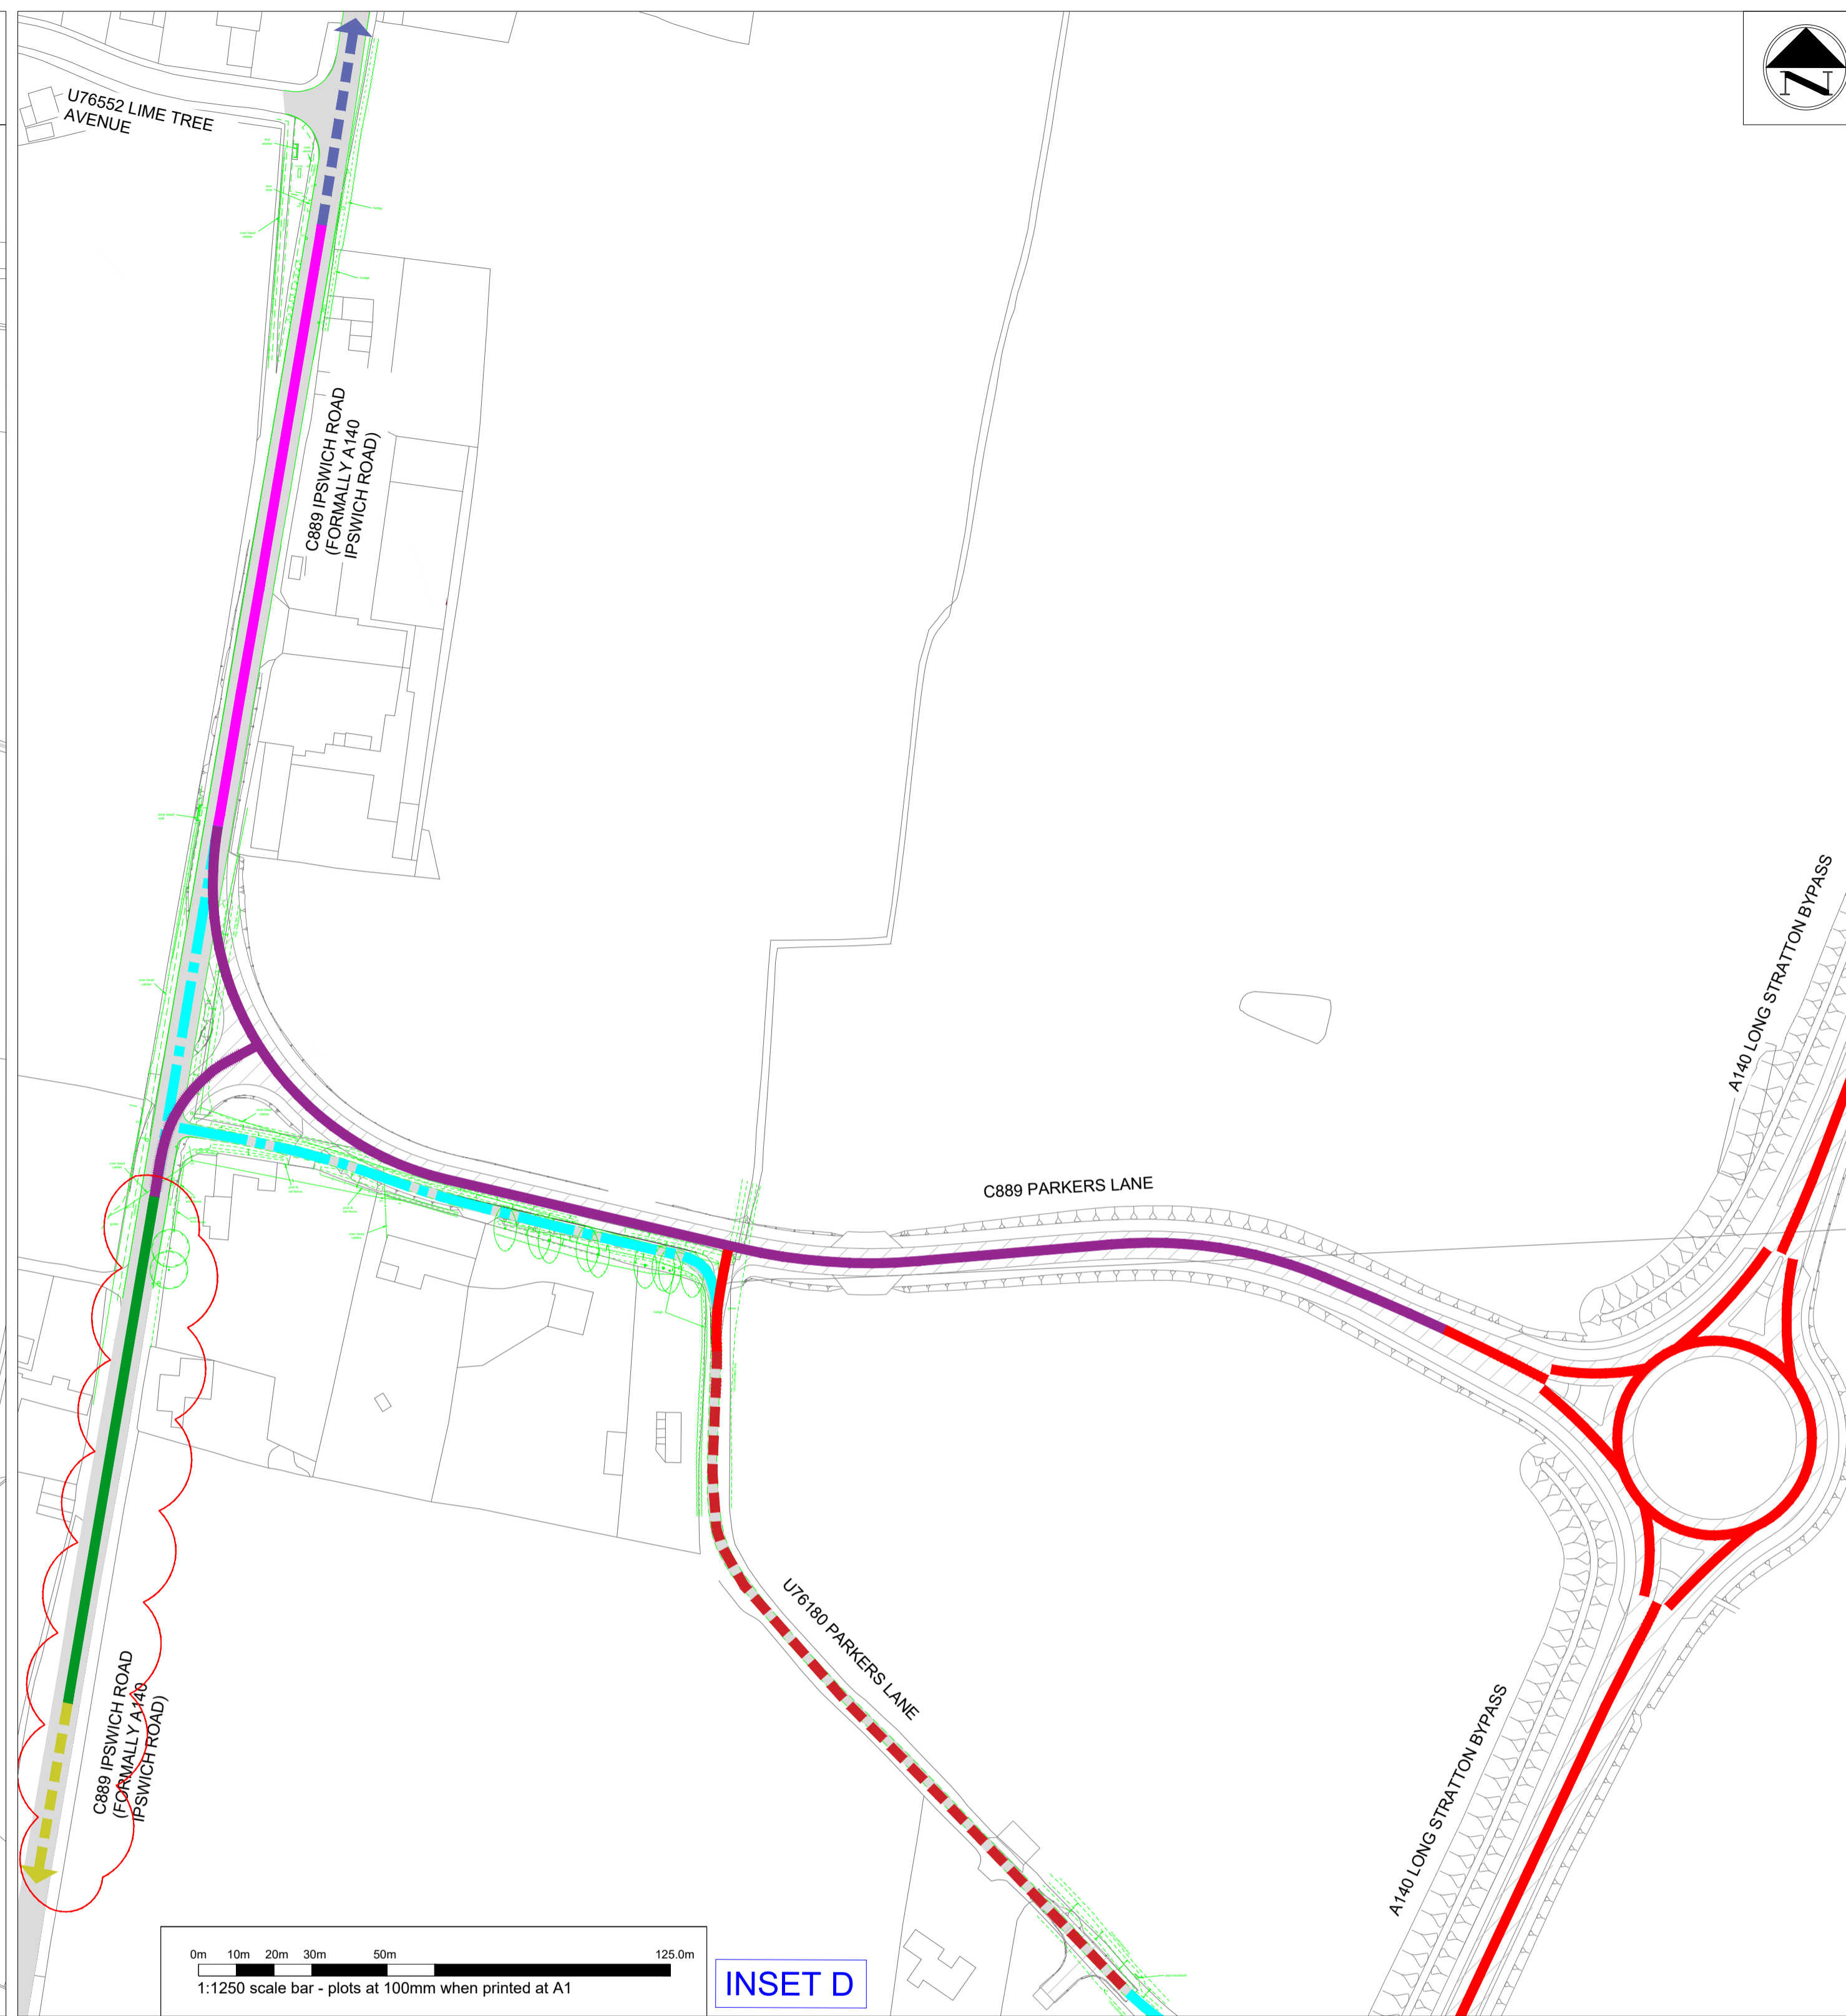 N
U76552 LIME TREE
AVENUE
C889 IPSWICH ROAD
(FORMALLY A140
IPSWICH ROAD)
A140 LONG STRATTON BYPASS
C889 PARKERS LANE
U76180 PARKERS LANE
C889 IPSWICH ROAD
(FORMALLY A140
IPSWICH ROAD)
A140 LONG STRATTON BYPASS
0m 10m 20m 30m 50m 125.0m
1:1250 scale bar - plots at 100mm when printed at A1
INSET D